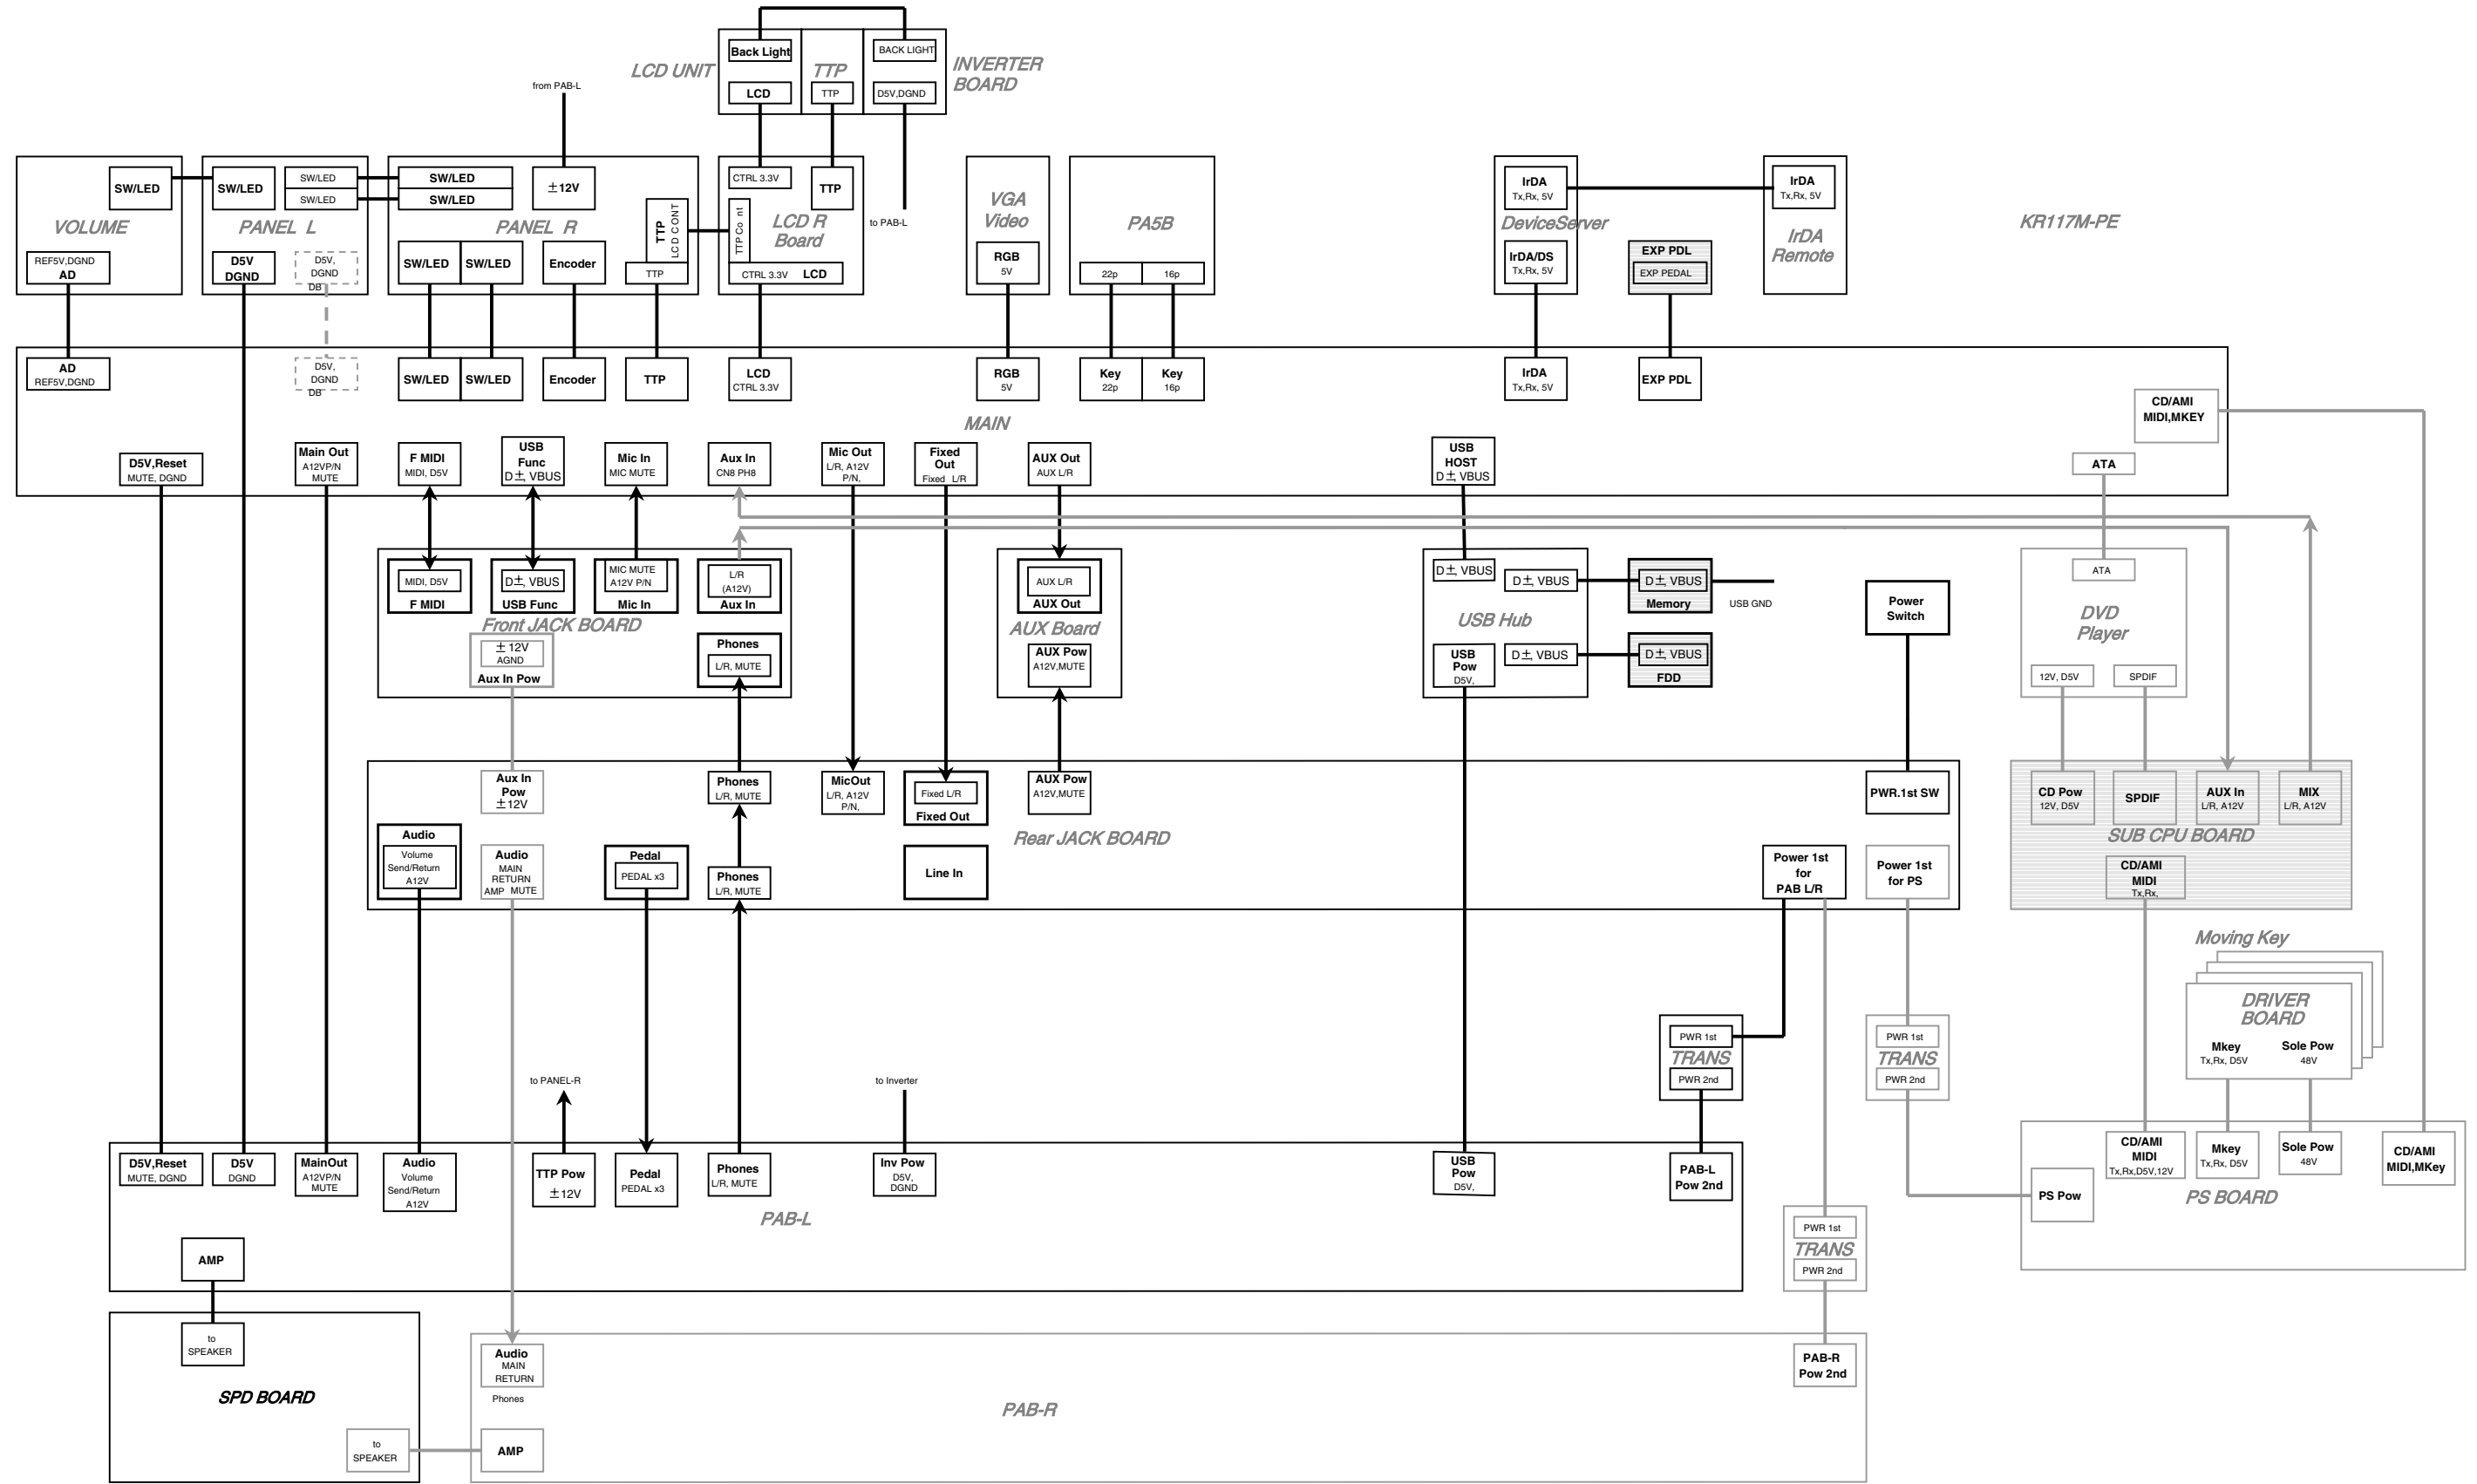 Back Light
BACK LIGHT
LCD UNIT
TTP
INVERTER
BOARD
LCD
TTP
D5V,DGND
from PAB-L
to PAB-L
SW/LED
VOLUME
REF5V,DGND
AD
SW/LED
SW/LED
SW/LED
PANEL L
D5V
DGND
D5V,
DGND
DB
SW/LED
SW/LED
±12V
PANEL R
TTP
LCD CONT
SW/LED
SW/LED
Encoder
TTP
CTRL 3.3V
TTP
TTP Co nt
LCD R
Board
CTRL 3.3V LCD
VGA
Video
RGB
5V
PA5B
22p
16p
IrDA
Tx,Rx, 5V
DeviceServer
IrDA/DS
Tx,Rx, 5V
EXP PDL
EXP PEDAL
IrDA
Tx,Rx, 5V
IrDA
Remote
KR117M-PE
AD
REF5V,DGND
D5V,
DGND
DB
SW/LED
SW/LED
Encoder
TTP
LCD
CTRL 3.3V
RGB
5V
Key
22p
Key
16p
IrDA
Tx,Rx, 5V
EXP PDL
CD/AMI
MIDI,MKEY
MAIN
D5V,Reset
MUTE, DGND
Main Out
A12VP/N
MUTE
F MIDI
MIDI, D5V
USB
Func
D±, VBUS
Mic In
MIC MUTE
Aux In
CN8 PH8
Mic Out
L/R, A12V
P/N,
Fixed
Out
Fixed L/R
AUX Out
AUX L/R
USB
HOST
D±, VBUS
ATA
MIDI, D5V
F MIDI
D±, VBUS
USB Func
MIC MUTE
A12V P/N
Mic In
L/R
(A12V)
Aux In
Front JACK BOARD
±12V
AGND
Aux In Pow
Phones
L/R, MUTE
AUX L/R
AUX Out
AUX Board
AUX Pow
A12V,MUTE
D±, VBUS
D±, VBUS
USB Hub
USB
Pow
D5V,
D±, VBUS
D±, VBUS
Memory
USB GND
D±, VBUS
FDD
Power
Switch
ATA
DVD
Player
12V, D5V
SPDIF
Aux In
Pow
±12V
Phones
L/R, MUTE
MicOut
L/R, A12V
P/N,
Fixed L/R
Fixed Out
AUX Pow
A12V,MUTE
PWR.1st SW
Rear JACK BOARD
Audio
Volume
Send/Return
A12V
Audio
MAIN
RETURN
AMP MUTE
Pedal
PEDAL x3
Phones
L/R, MUTE
Line In
Power 1st
for
PAB L/R
Power 1st
for PS
CD Pow
12V, D5V
SPDIF
AUX In
L/R, A12V
MIX
L/R, A12V
SUB CPU BOARD
CD/AMI
MIDI
Tx,Rx,
Moving Key
DRIVER
BOARD
Mkey
Tx,Rx, D5V
Sole Pow
48V
PWR 1st
TRANS
PWR 2nd
PWR 1st
TRANS
PWR 2nd
to PANEL-R
to Inverter
D5V,Reset
MUTE, DGND
D5V
DGND
MainOut
A12VP/N
MUTE
Audio
Volume
Send/Return
A12V
TTP Pow
±12V
Pedal
PEDAL x3
Phones
L/R, MUTE
Inv Pow
D5V,
DGND
USB
Pow
D5V,
PAB-L
Pow 2nd
PAB-L
AMP
CD/AMI
MIDI
Tx,Rx,D5V,12V
Mkey
Tx,Rx, D5V
Sole Pow
48V
CD/AMI
MIDI,MKey
PS Pow
PS BOARD
PWR 1st
TRANS
PWR 2nd
to
SPEAKER
SPD BOARD
to
SPEAKER
Audio
MAIN
RETURN
Phones
AMP
PAB-R
PAB-R
Pow 2nd